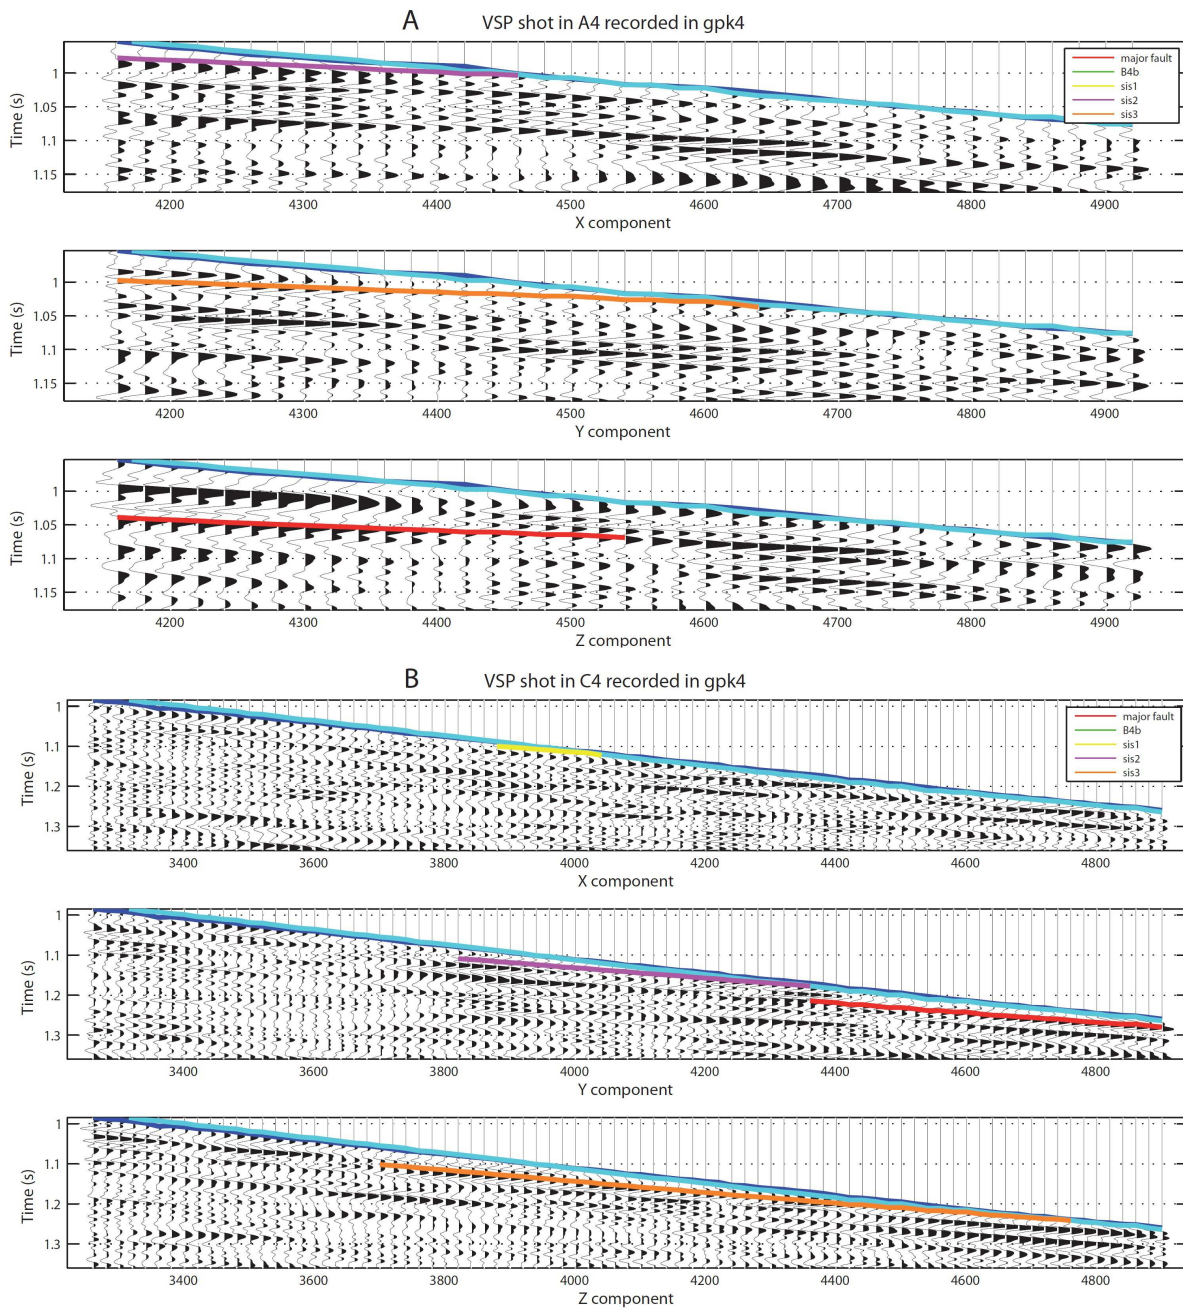 A VSP shot in A4 recorded in gpk4
major fault
B4b
sis1
sis2
sis3
Time (s)
1
1.05
1.1
1.15
4200 4300 4400 4500 4600 4700 4800 4900
X component
Time (s)
1
1.05
1.1
1.15
4200 4300 4400 4500 4600 4700 4800 4900
Y component
Time (s)
1
1.05
1.1
1.15
4200 4300 4400 4500 4600 4700 4800 4900
Z component
B VSP shot in C4 recorded in gpk4
major fault
B4b
sis1
sis2
sis3
Time (s)
1
1.1
1.2
1.3
3400 3600 3800 4000 4200 4400 4600 4800
X component
Time (s)
1
1.1
1.2
1.3
3400 3600 3800 4000 4200 4400 4600 4800
Y component
Time (s)
1
1.1
1.2
1.3
3400 3600 3800 4000 4200 4400 4600 4800
Z component